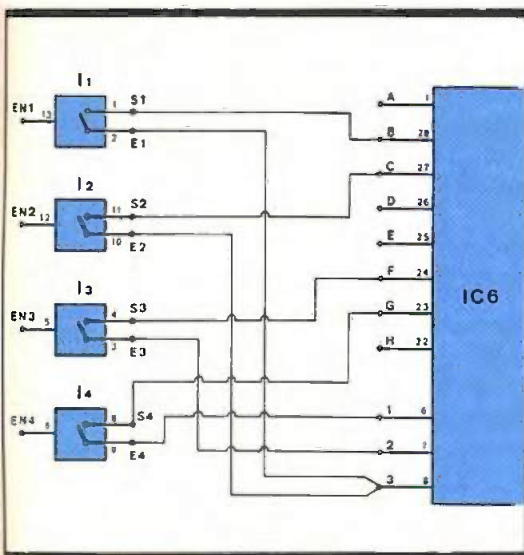 I1
EN1 13 1 S1
2 E1
I2
EN2 12 11 S2
10 E2
I3
EN3 5 4 S3
3 E3
I4
EN4 6 8 S4
9 E4
A 1
B 28
C 27
D 26
E 25
F 24
G 23
H 22
1 6
2 7
3 8
IC6